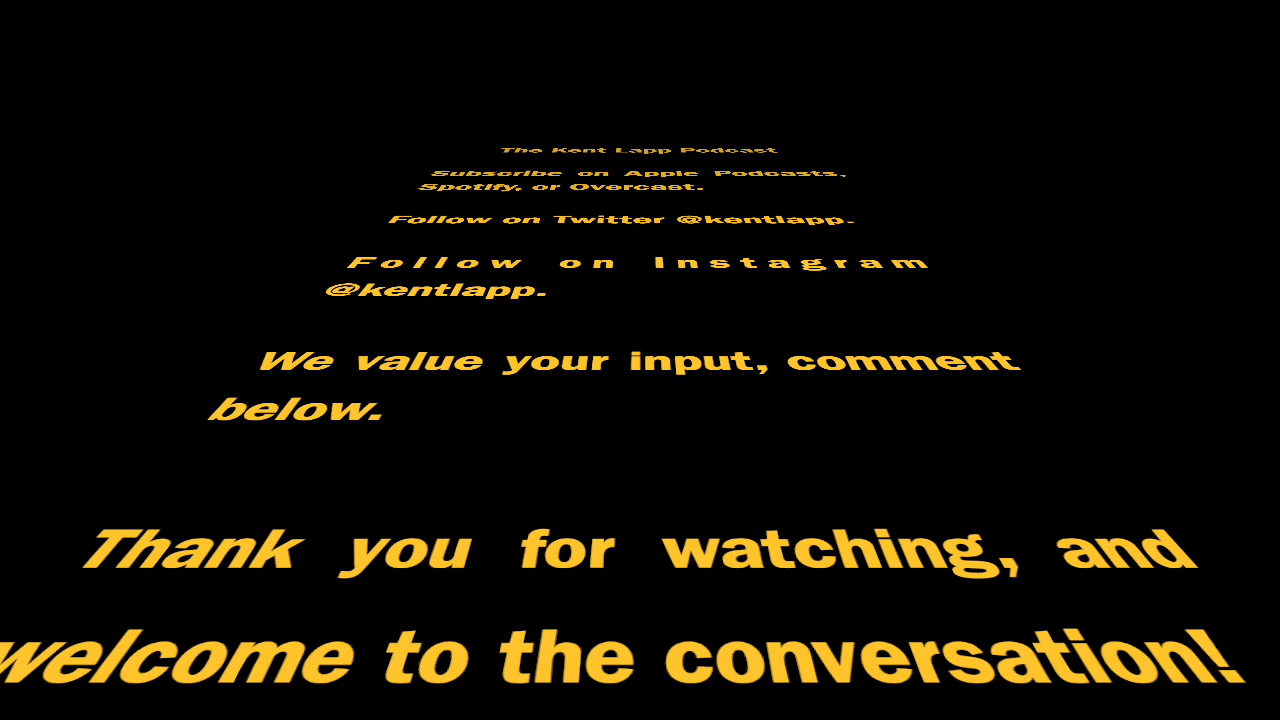 The Kent Lapp Podcast
Subscribe on Apple Podcasts,
Spotify, or Overcast.
Follow on Twitter @kentlapp.
Follow on Instagram
@kentlapp.
We value your input, comment
below.
Thank you for watching, and
welcome to the conversation!